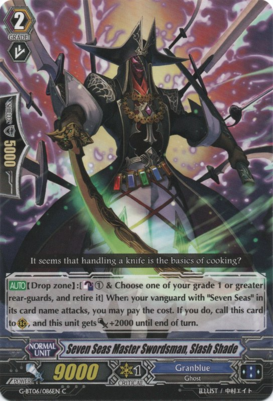 2
5000
It seems that handling a knife is the basics of cooking?
AUTO【Drop zone】:[① & Choose one of your grade 1 or greater
rear-guards, and retire it] When your vanguard with "Seven Seas" in
its card name attacks, you may pay the cost. If you do, call this card
to , and this unit gets +2000 until end of turn.
NORMAL
UNIT
Seven Seas Master Swordsman, Slash Shade
POWER
9000
1
CRITICAL
Granblue
Ghost
G-BT06/086EN C